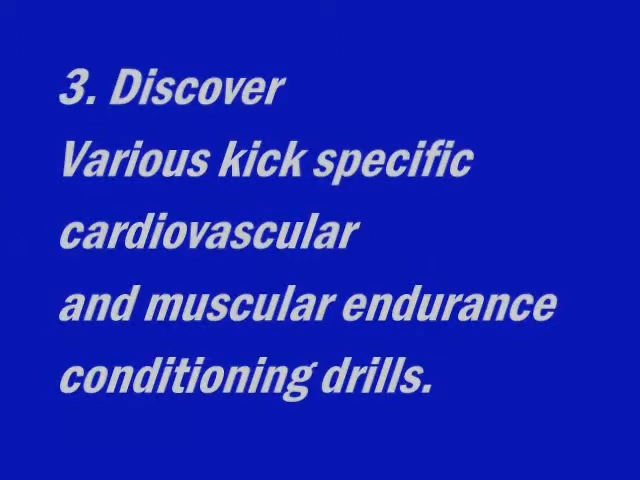 3. Discover
Various kick specific
cardiovascular
and muscular endurance
conditioning drills.